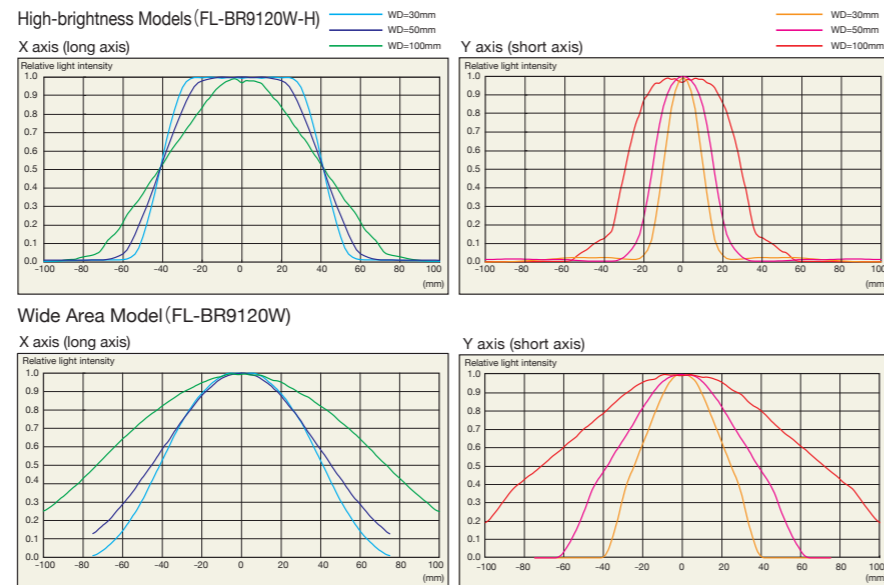 High-brightness Models(FL-BR9120W-H)
WD=30mm
WD=50mm
WD=100mm
WD=30mm
WD=50mm
WD=100mm
X axis (long axis)
Relative light intensity
1.0
0.9
0.8
0.7
0.6
0.5
0.4
0.3
0.2
0.1
0.0
-100 -80 -60 -40 -20 0 20 40 60 80 100
(mm)
Y axis (short axis)
Relative light intensity
1.0
0.9
0.8
0.7
0.6
0.5
0.4
0.3
0.2
0.1
0.0
-100 -80 -60 -40 -20 0 20 40 60 80 100
(mm)
Wide Area Model(FL-BR9120W)
X axis (long axis)
Relative light intensity
1.0
0.9
0.8
0.7
0.6
0.5
0.4
0.3
0.2
0.1
0.0
-100 -80 -60 -40 -20 0 20 40 60 80 100
(mm)
Y axis (short axis)
Relative light intensity
1.0
0.9
0.8
0.7
0.6
0.5
0.4
0.3
0.2
0.1
0.0
-100 -80 -60 -40 -20 0 20 40 60 80 100
(mm)